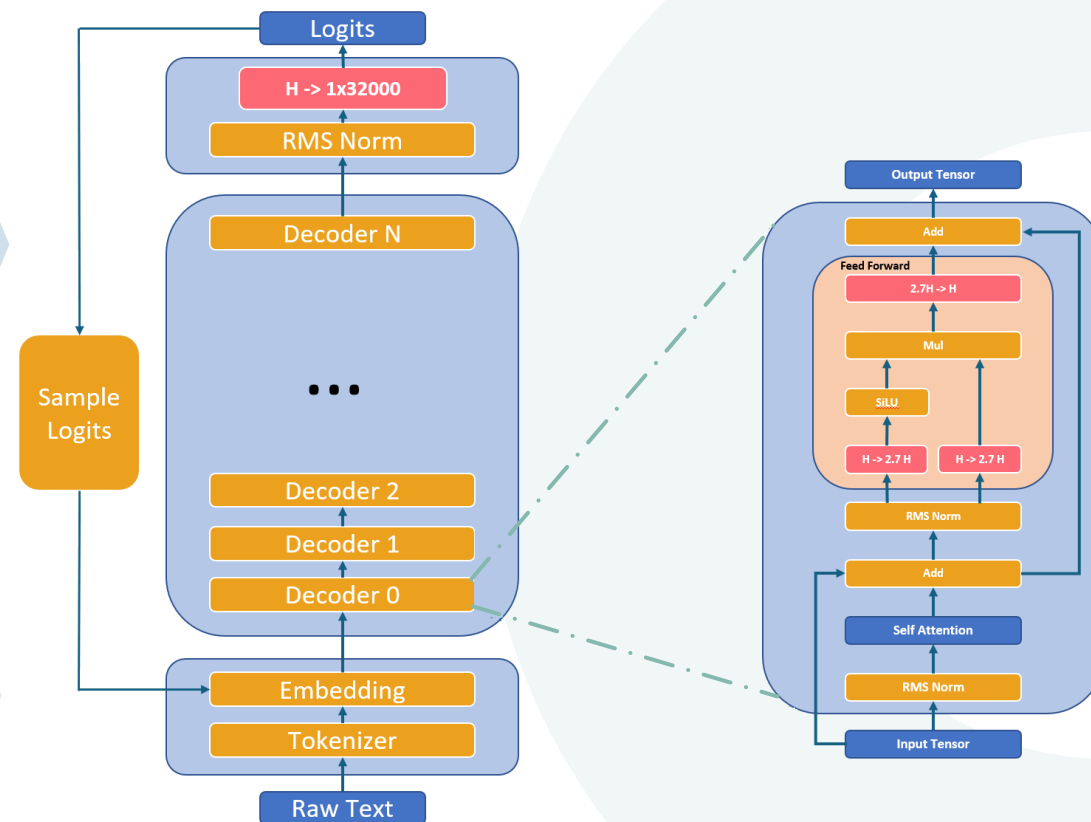 Logits
H -> 1x32000
RMS Norm
Decoder N
...
Sample
Logits
Decoder 2
Decoder 1
Decoder 0
Embedding
Tokenizer
Raw Text
Output Tensor
Add
Feed Forward
2.7H -> H
Mul
SiLU
H -> 2.7 H
H -> 2.7 H
RMS Norm
Add
Self Attention
RMS Norm
Input Tensor